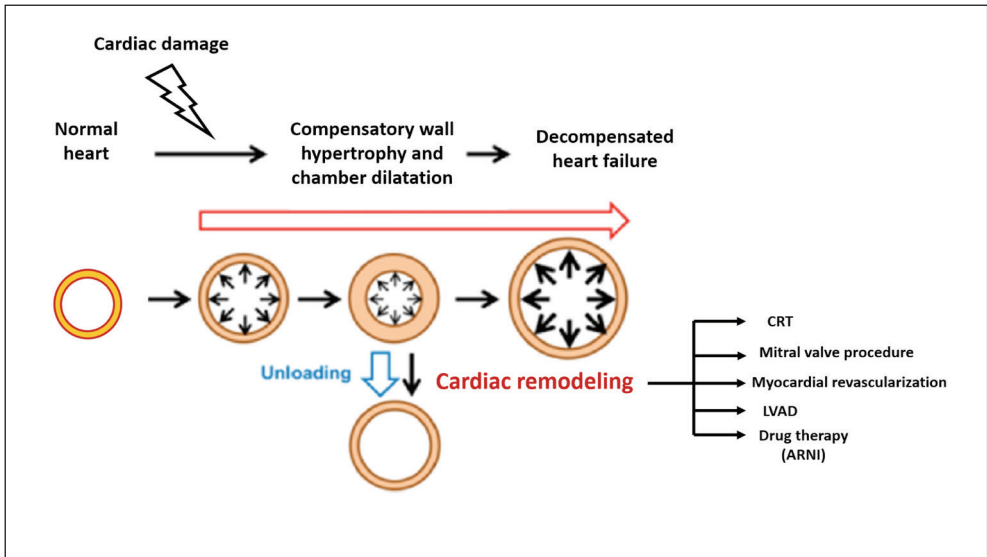 Cardiac damage
Normal
heart
Compensatory wall
hypertrophy and
chamber dilatation
Decompensated
heart failure
Unloading
Cardiac remodeling
CRT
Mitral valve procedure
Myocardial revascularization
LVAD
Drug therapy
(ARNI)